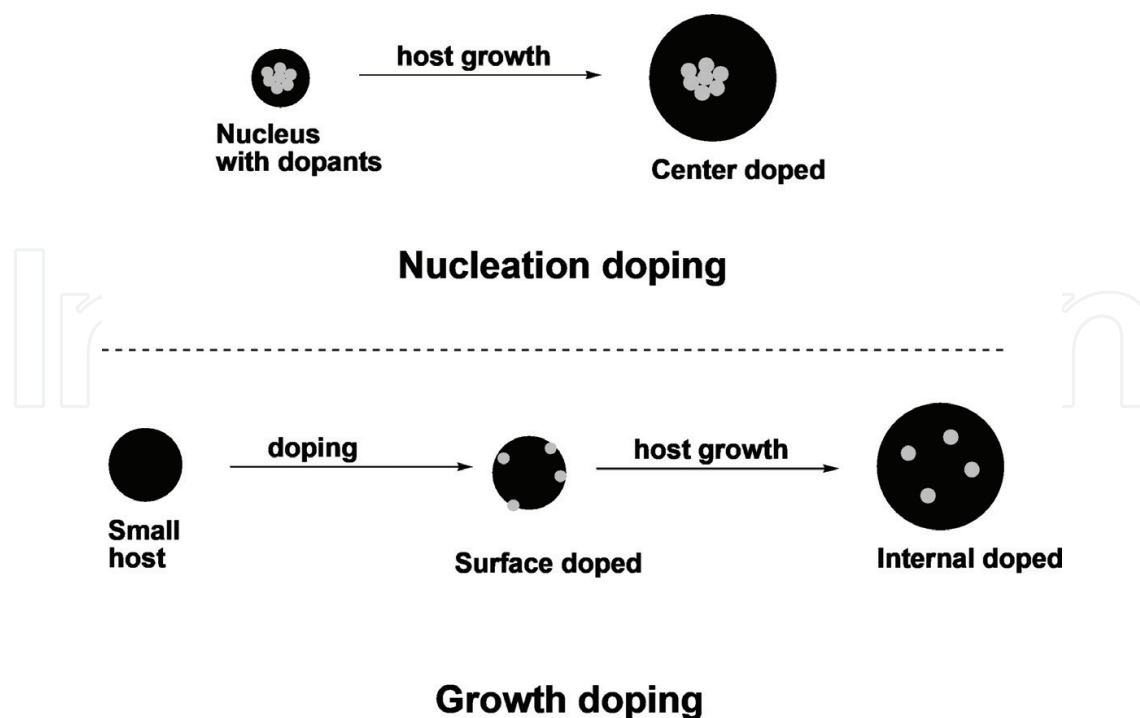 host growth
Nucleus
with dopants
Center doped
Nucleation doping
doping
host growth
Small
host
Surface doped
Internal doped
Growth doping